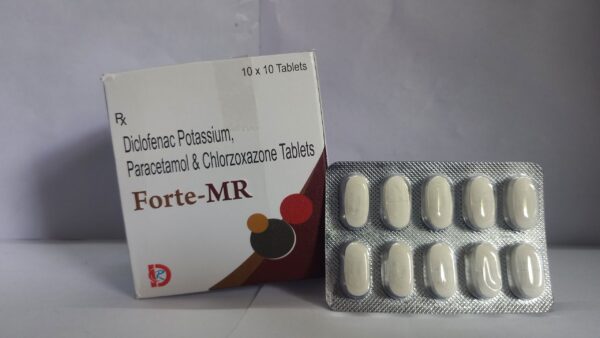 10 x 10 Tablets
Rx
Diclofenac Potassium,
Paracetamol & Chlorzoxazone Tablets
Forte-MR